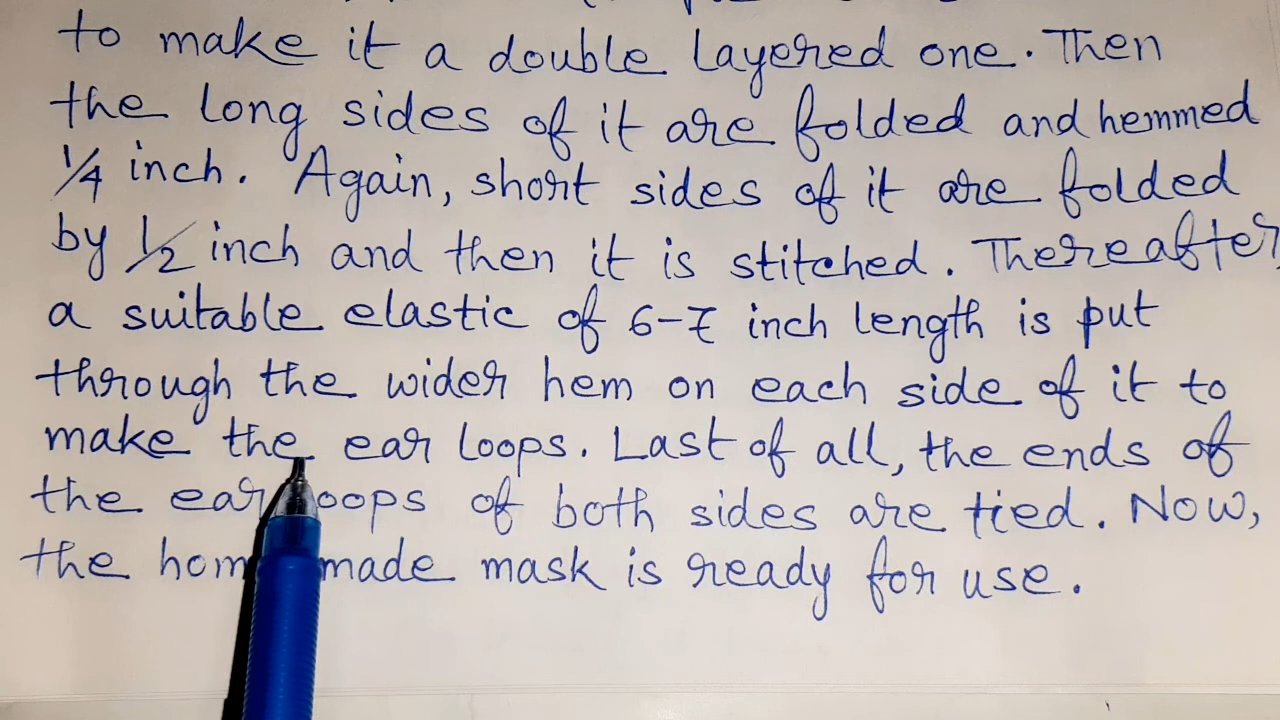 to make it a double layered one. Then
the long sides of it are folded and hemmed
1/4 inch. Again, short sides of it are folded
by 1/2 inch and then it is stitched. Thereafter,
a suitable elastic of 6-7 inch length is put
through the wider hem on each side of it to
make the ear loops. Last of all, the ends of
the ear loops of both sides are tied. Now,
the home made mask is ready for use.